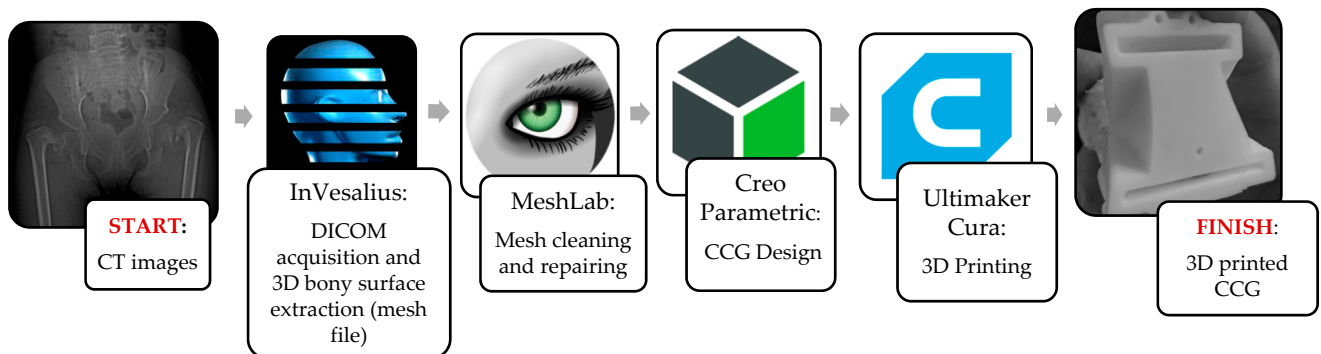 START:
CT images
InVesalius:
DICOM
acquisition and
3D bony surface
extraction (mesh
file)
MeshLab:
Mesh cleaning
and repairing
Creo
Parametric:
CCG Design
Ultimaker
Cura:
3D Printing
FINISH:
3D printed
CCG